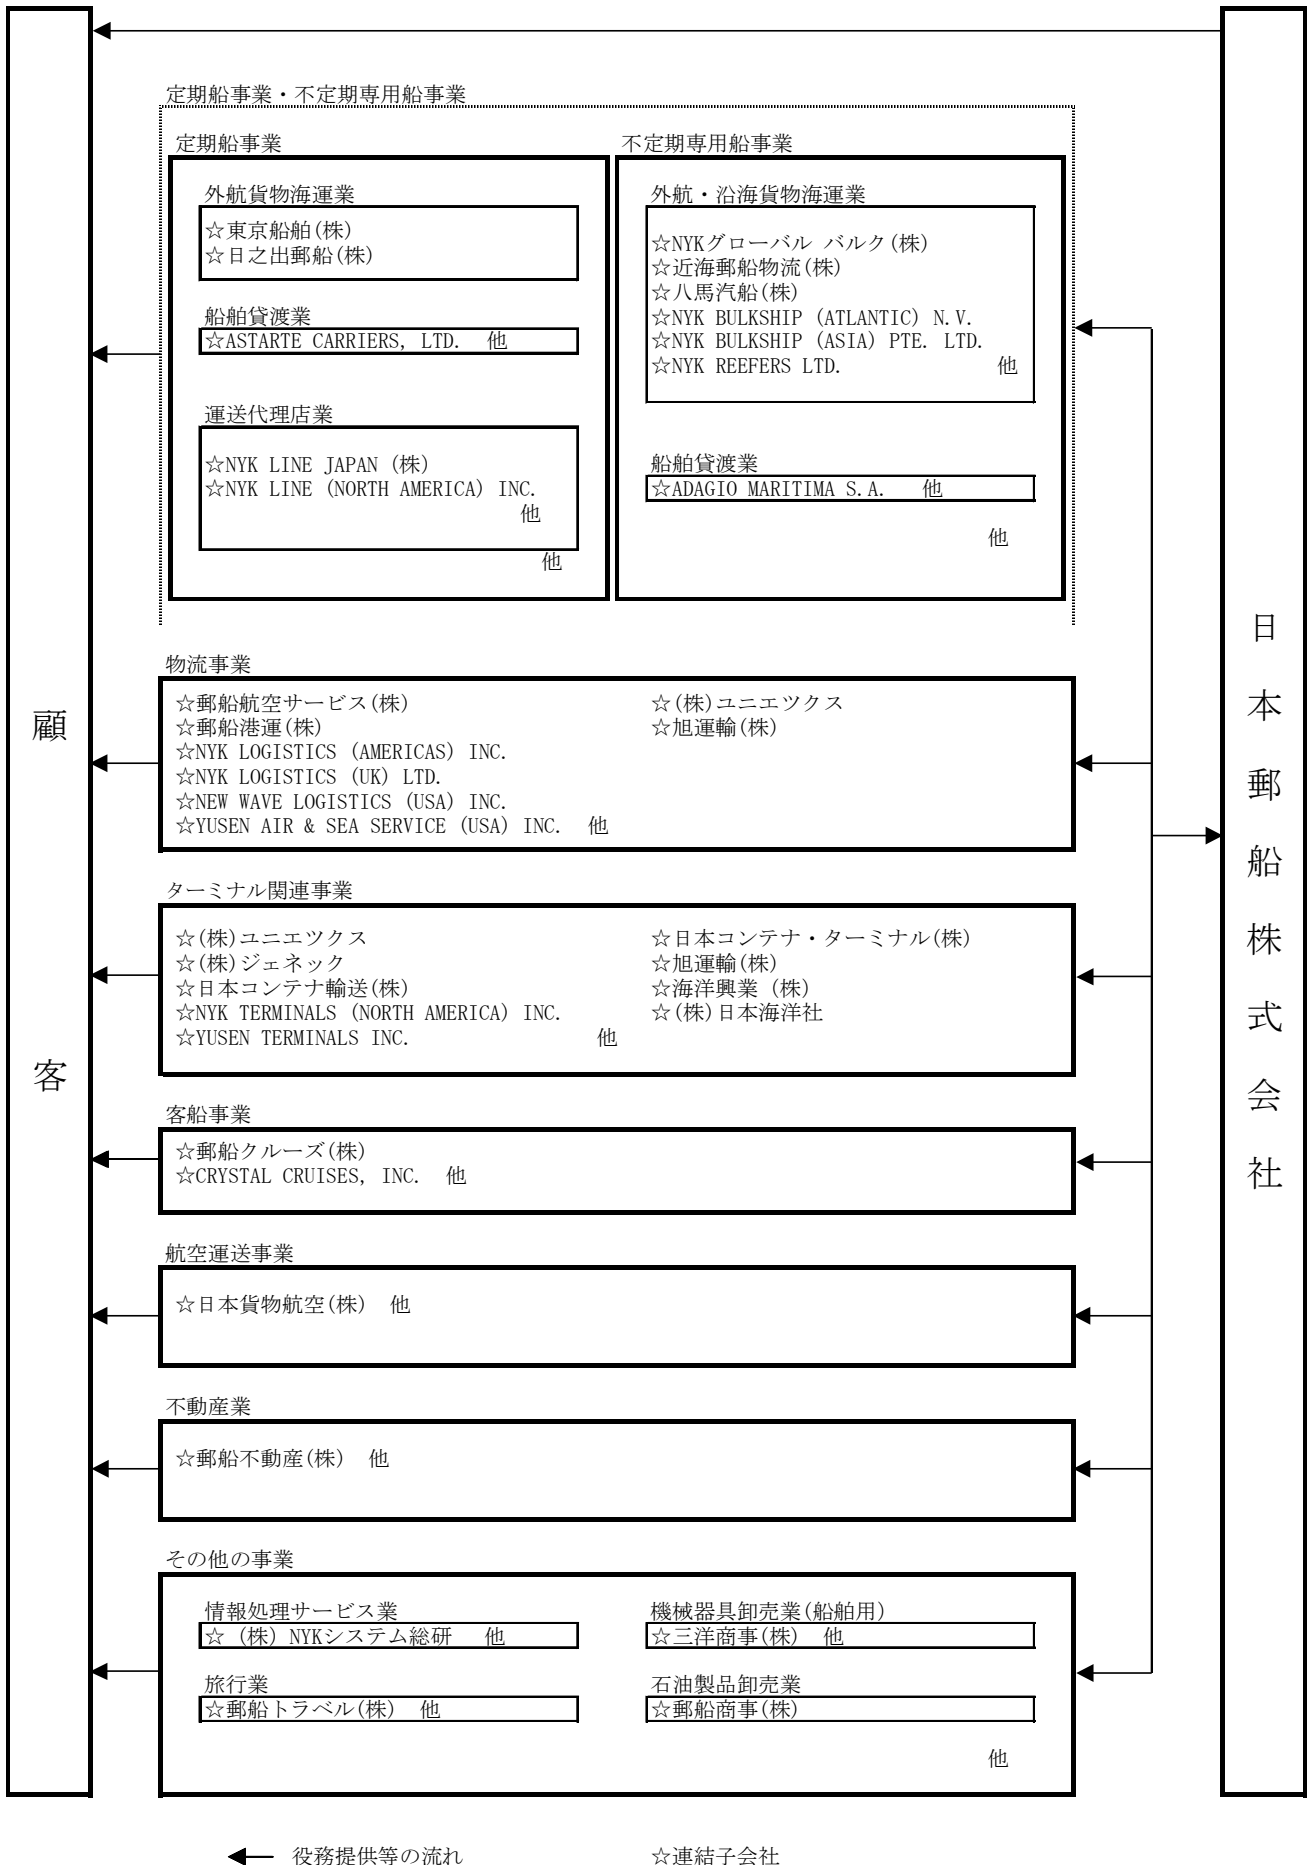 定期船事業・不定期専用船事業
定期船事業
外航貨物海運業
☆東京船舶(株)
☆日之出郵船(株)
船舶貸渡業
☆ASTARTE CARRIERS, LTD. 他
運送代理店業
☆NYK LINE JAPAN (株)
☆NYK LINE (NORTH AMERICA) INC.
他
他
不定期専用船事業
外航・沿海貨物海運業
☆NYKグローバル バルク(株)
☆近海郵船物流(株)
☆八馬汽船(株)
☆NYK BULKSHIP (ATLANTIC) N.V.
☆NYK BULKSHIP (ASIA) PTE. LTD.
☆NYK REEFERS LTD. 他
船舶貸渡業
☆ADAGIO MARITIMA S.A. 他
他
物流事業
☆郵船航空サービス(株)
☆郵船港運(株)
☆NYK LOGISTICS (AMERICAS) INC.
☆NYK LOGISTICS (UK) LTD.
☆NEW WAVE LOGISTICS (USA) INC.
☆YUSEN AIR & SEA SERVICE (USA) INC. 他
☆(株)ユニエツクス
☆旭運輸(株)
ターミナル関連事業
☆(株)ユニエツクス
☆(株)ジェネック
☆日本コンテナ輸送(株)
☆NYK TERMINALS (NORTH AMERICA) INC.
☆YUSEN TERMINALS INC. 他
☆日本コンテナ・ターミナル(株)
☆旭運輸(株)
☆海洋興業 (株)
☆(株)日本海洋社
客船事業
☆郵船クルーズ(株)
☆CRYSTAL CRUISES, INC. 他
航空運送事業
☆日本貨物航空(株) 他
不動産業
☆郵船不動産(株) 他
その他の事業
情報処理サービス業
☆ (株) NYKシステム総研 他
旅行業
☆郵船トラベル(株) 他
機械器具卸売業(船舶用)
☆三洋商事(株) 他
石油製品卸売業
☆郵船商事(株)
他
顧客
日本郵船株式会社
役務提供等の流れ
☆連結子会社